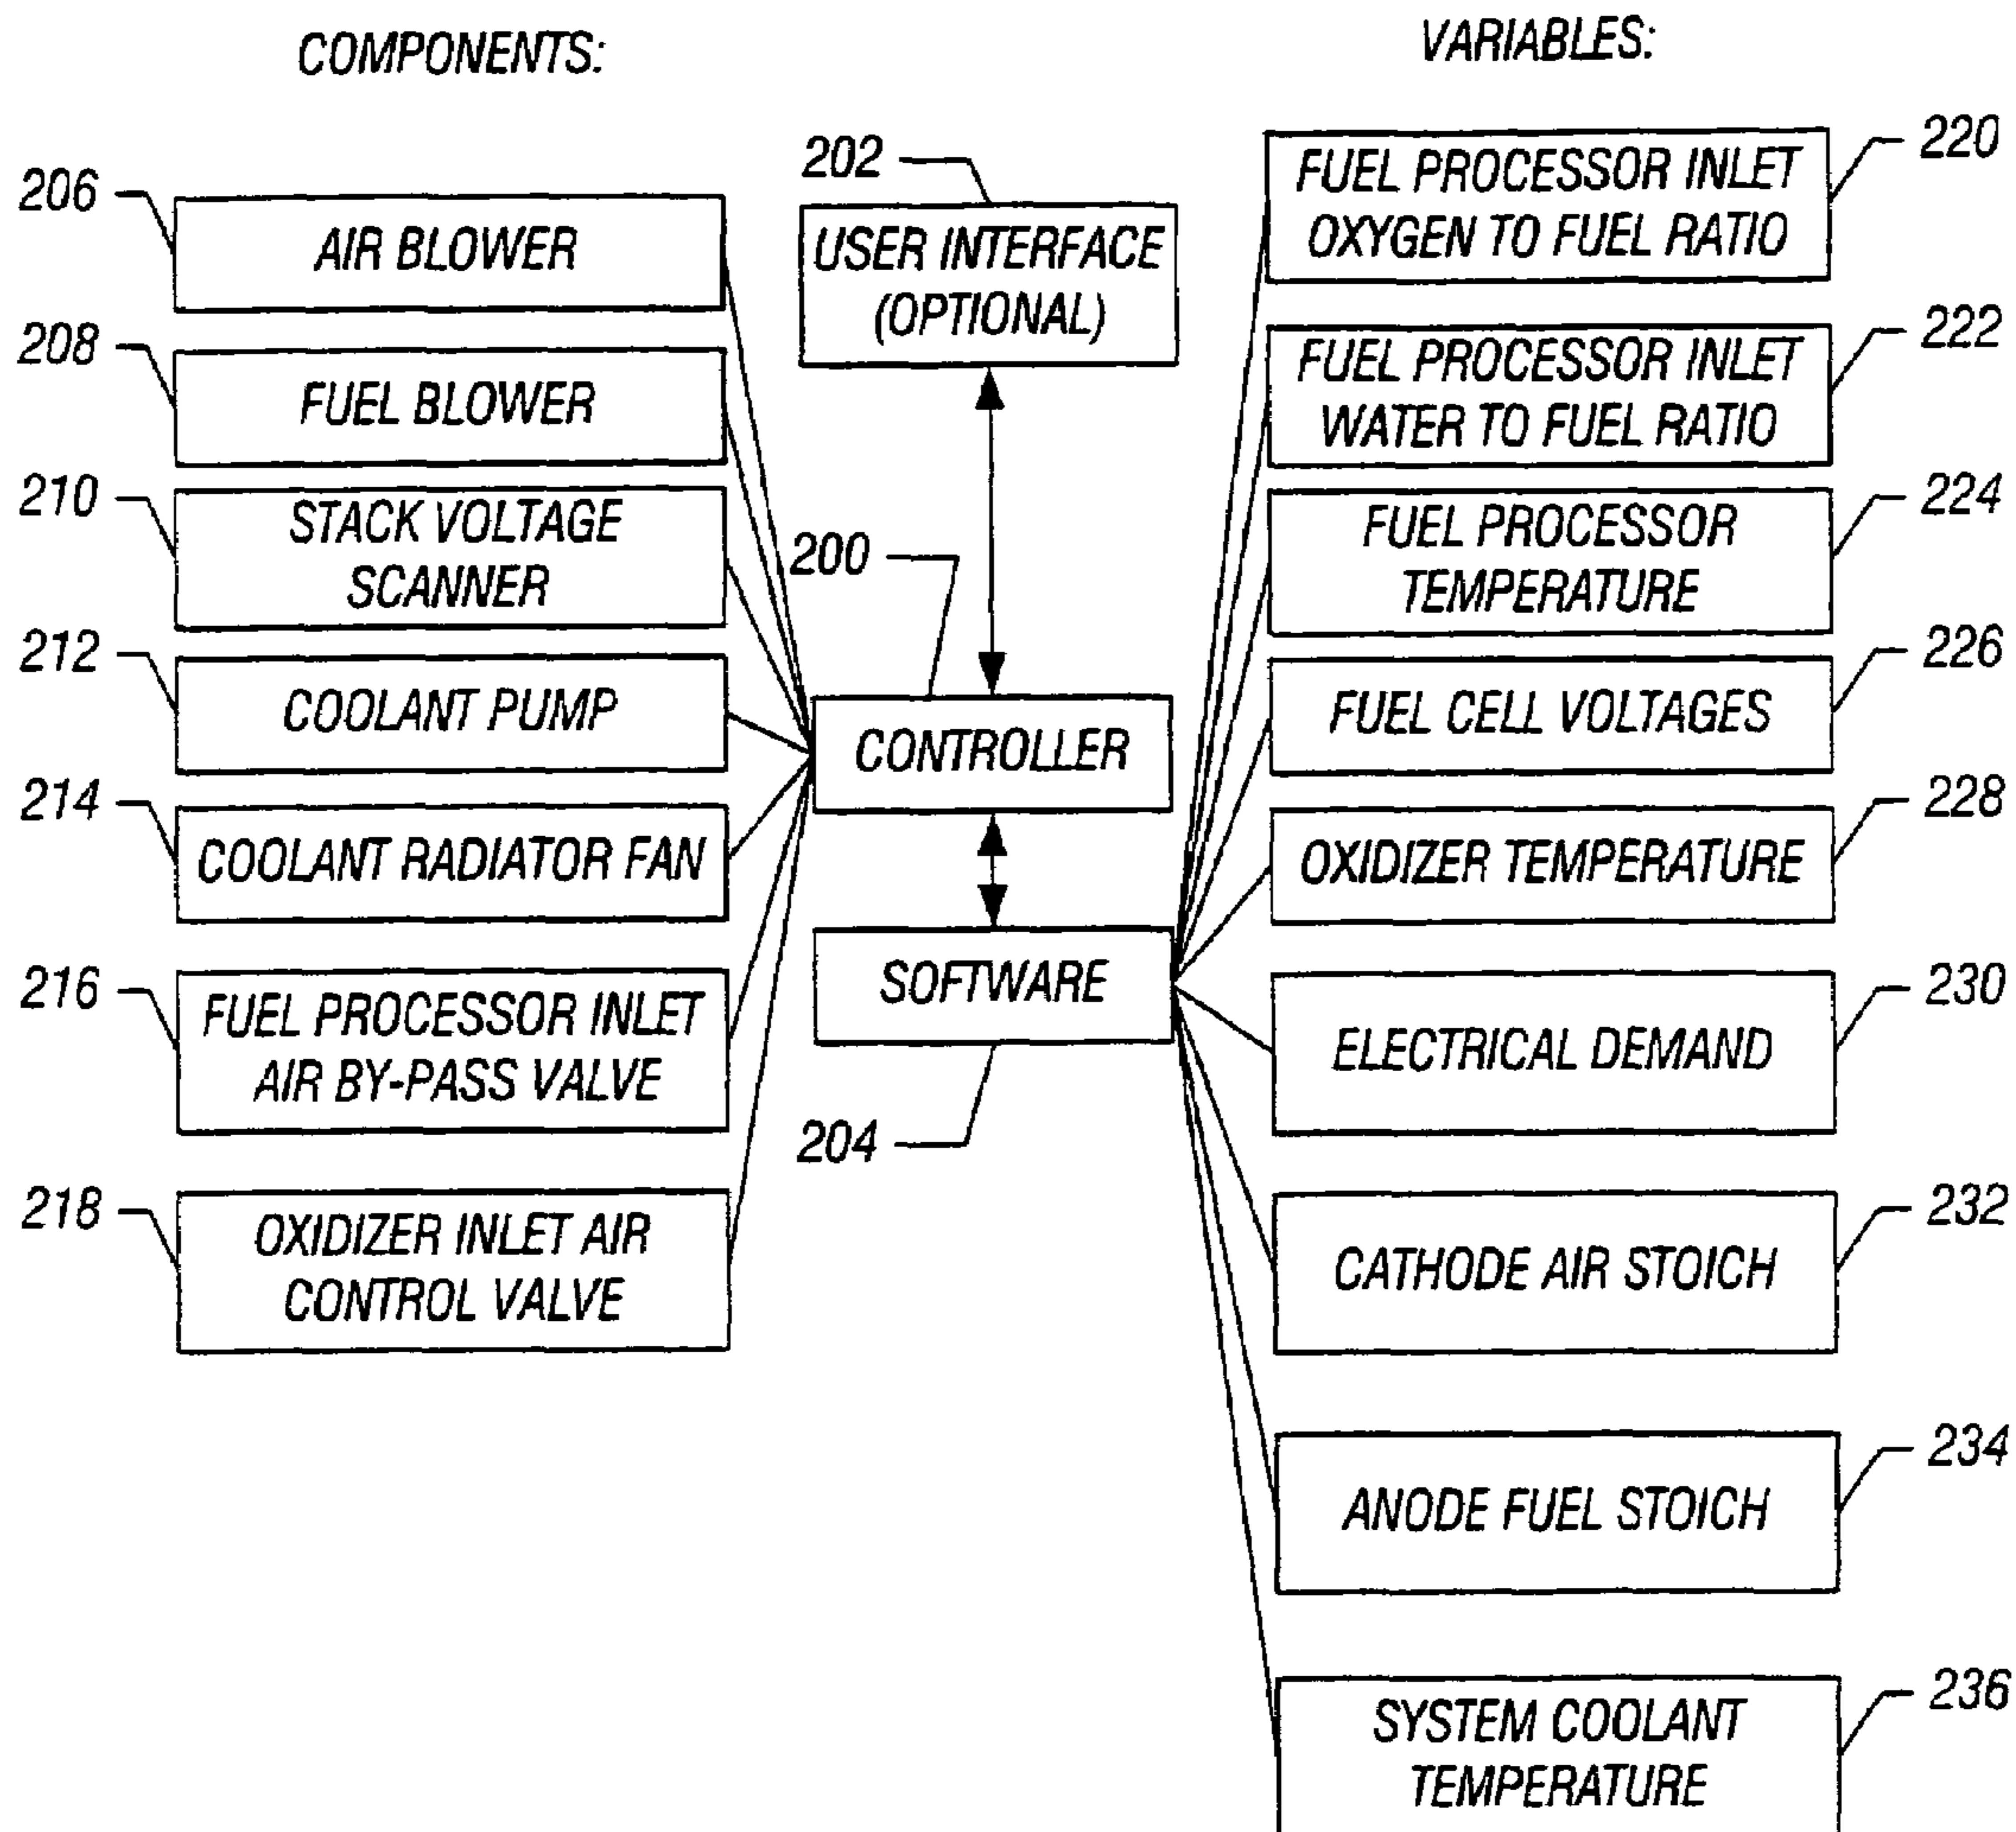 COMPONENTS:
206
AIR BLOWER
208
FUEL BLOWER
210
STACK VOLTAGE
SCANNER
212
COOLANT PUMP
214
COOLANT RADIATOR FAN
216
FUEL PROCESSOR INLET
AIR BY-PASS VALVE
218
OXIDIZER INLET AIR
CONTROL VALVE
202
USER INTERFACE
(OPTIONAL)
200
CONTROLLER
SOFTWARE
204
VARIABLES:
220
FUEL PROCESSOR INLET
OXYGEN TO FUEL RATIO
222
FUEL PROCESSOR INLET
WATER TO FUEL RATIO
224
FUEL PROCESSOR
TEMPERATURE
226
FUEL CELL VOLTAGES
228
OXIDIZER TEMPERATURE
230
ELECTRICAL DEMAND
232
CATHODE AIR STOICH
234
ANODE FUEL STOICH
236
SYSTEM COOLANT
TEMPERATURE